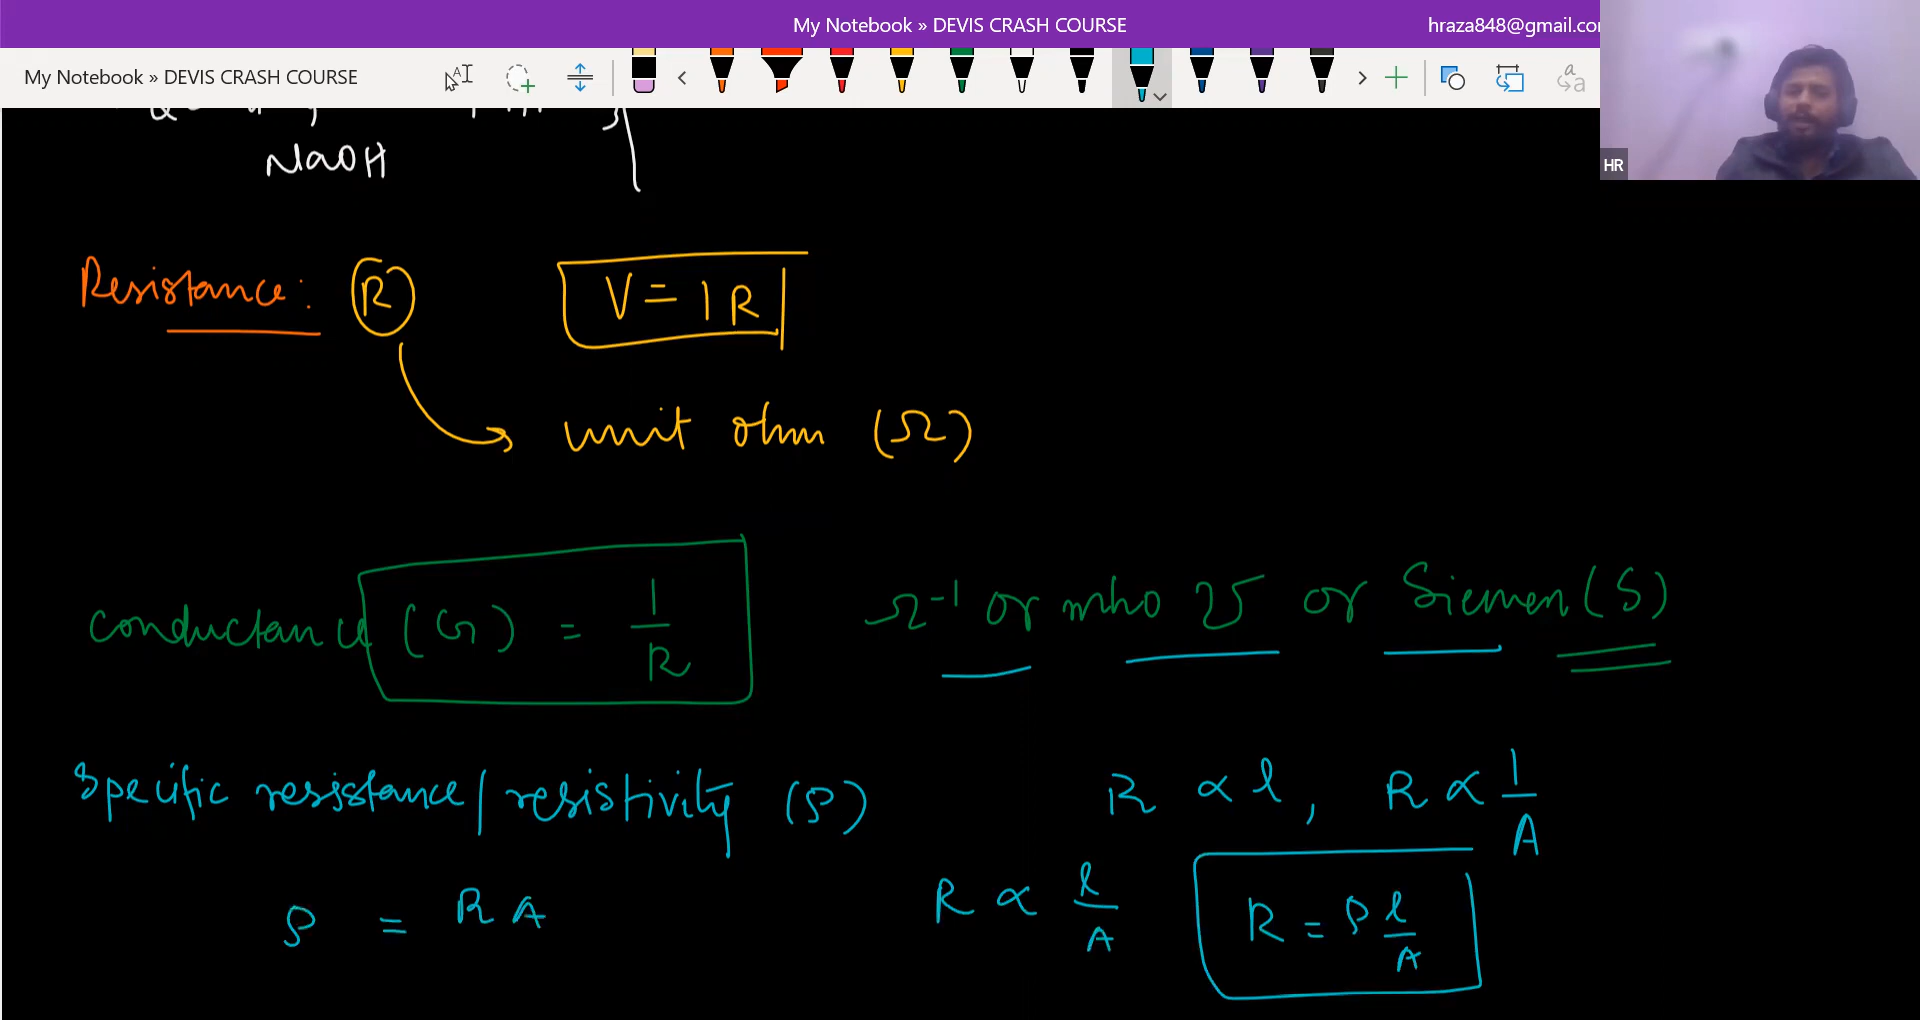 My Notebook » DEVIS CRASH COURSE
hraza848@gmail.co
My Notebook » DEVIS CRASH COURSE
HR
NaOH
Resistance: R V = IR
unit ohm (Ω)
conductance (G) = 1/R Ω⁻¹ or mho ℧ or Siemen (S)
Specific resistance/resistivity (ρ) R ∝ l, R ∝ 1/A
ρ = RA R ∝ l/A R = ρ l/A